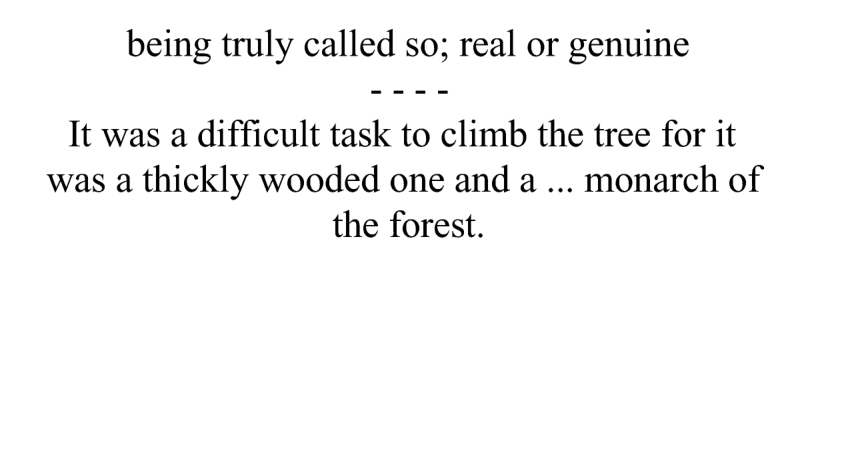 being truly called so; real or genuine
- - - -
It was a difficult task to climb the tree for it
was a thickly wooded one and a ... monarch of
the forest.